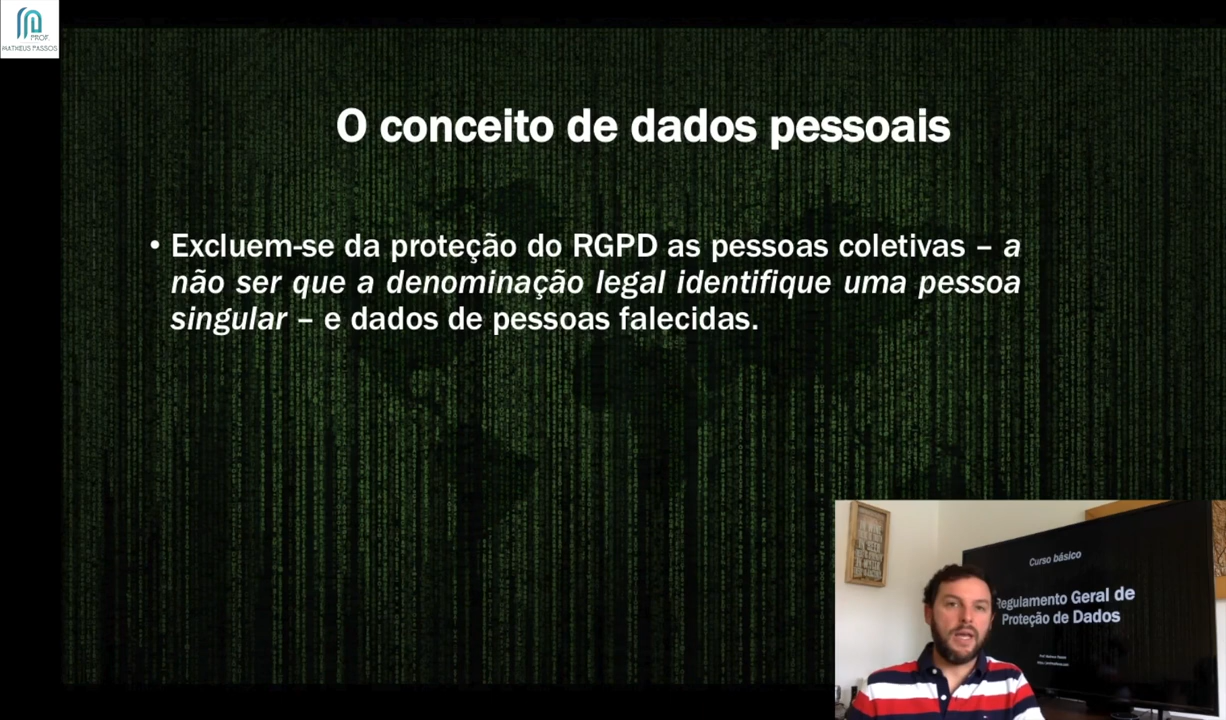 PROF.
MATHEUS PASSOS
O conceito de dados pessoais
• Excluem-se da proteção do RGPD as pessoas coletivas – a
não ser que a denominação legal identifique uma pessoa
singular – e dados de pessoas falecidas.
Curso básico
Regulamento Geral de
Proteção de Dados